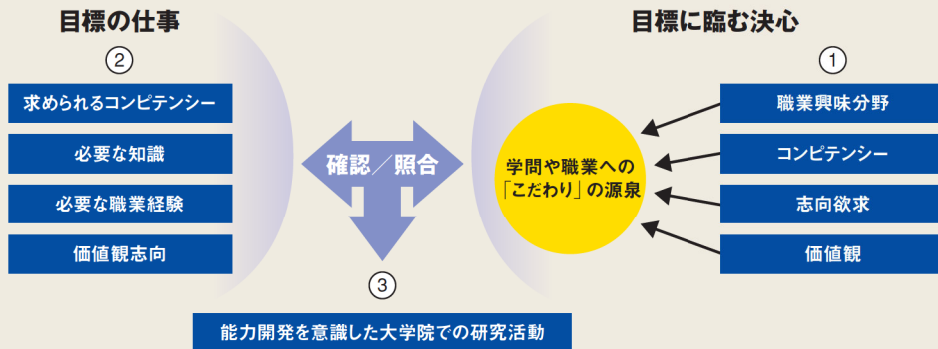 目標の仕事
②
求められるコンピテンシー
必要な知識
必要な職業経験
価値観志向
確認／照合
③
能力開発を意識した大学院での研究活動
目標に臨む決心
①
学問や職業への
「こだわり」の源泉
職業興味分野
コンピテンシー
志向欲求
価値観